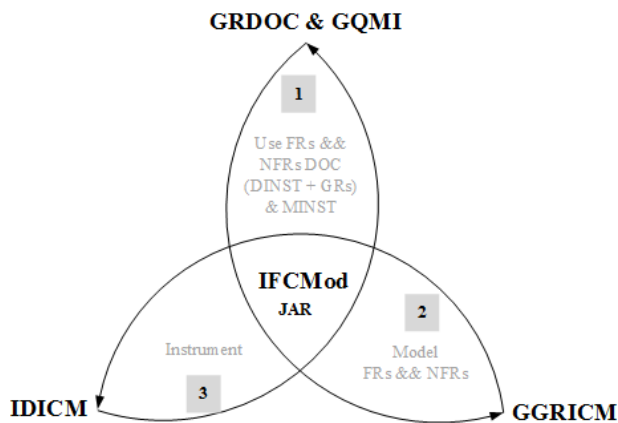 GRDOC & GQMI
1
Use FRs &&
NFRs DOC
(DINST + GRs)
& MINST
IFCMod
JAR
2
Model
FRs && NFRs
Instrument
3
IDICM
GGRICM